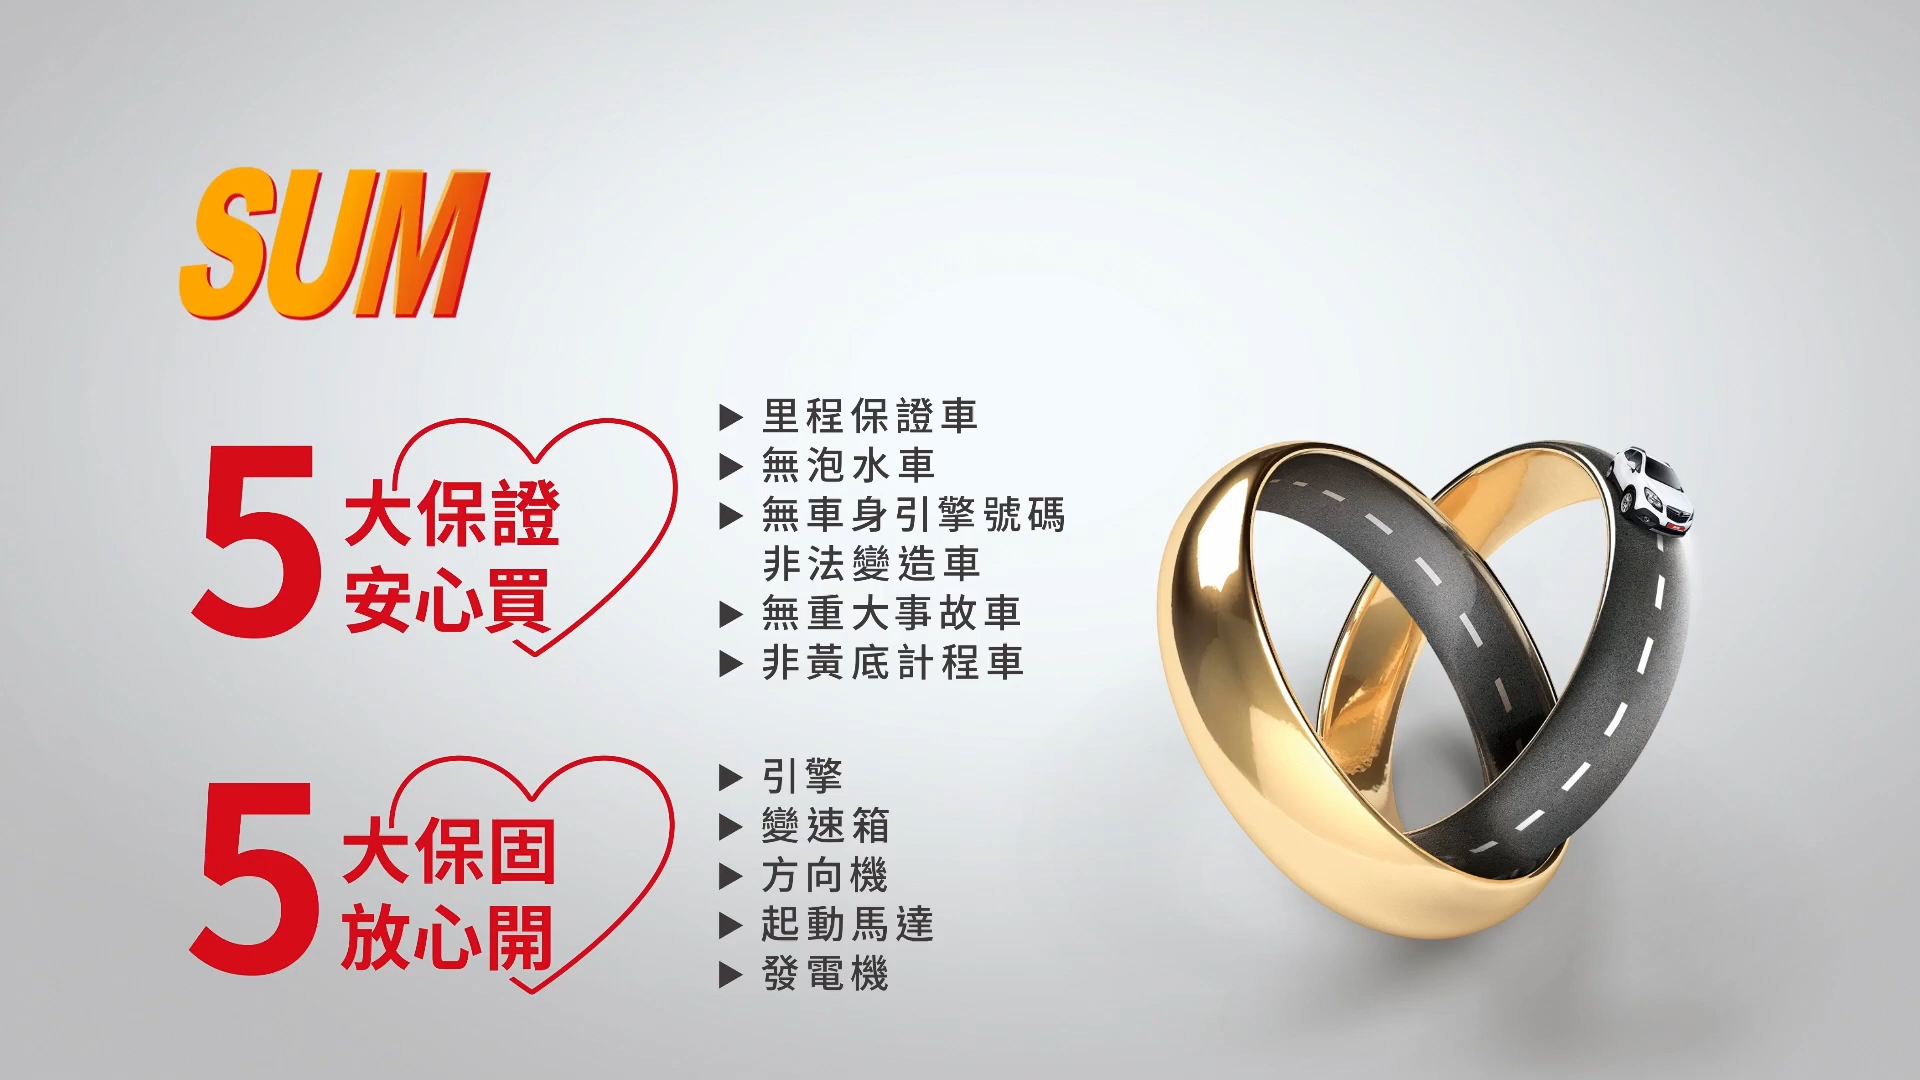 SUM
5大保證
安心買
▶ 里程保證車
▶ 無泡水車
▶ 無車身引擎號碼
非法變造車
▶ 無重大事故車
▶ 非黃底計程車
5大保固
放心開
▶ 引擎
▶ 變速箱
▶ 方向機
▶ 起動馬達
▶ 發電機